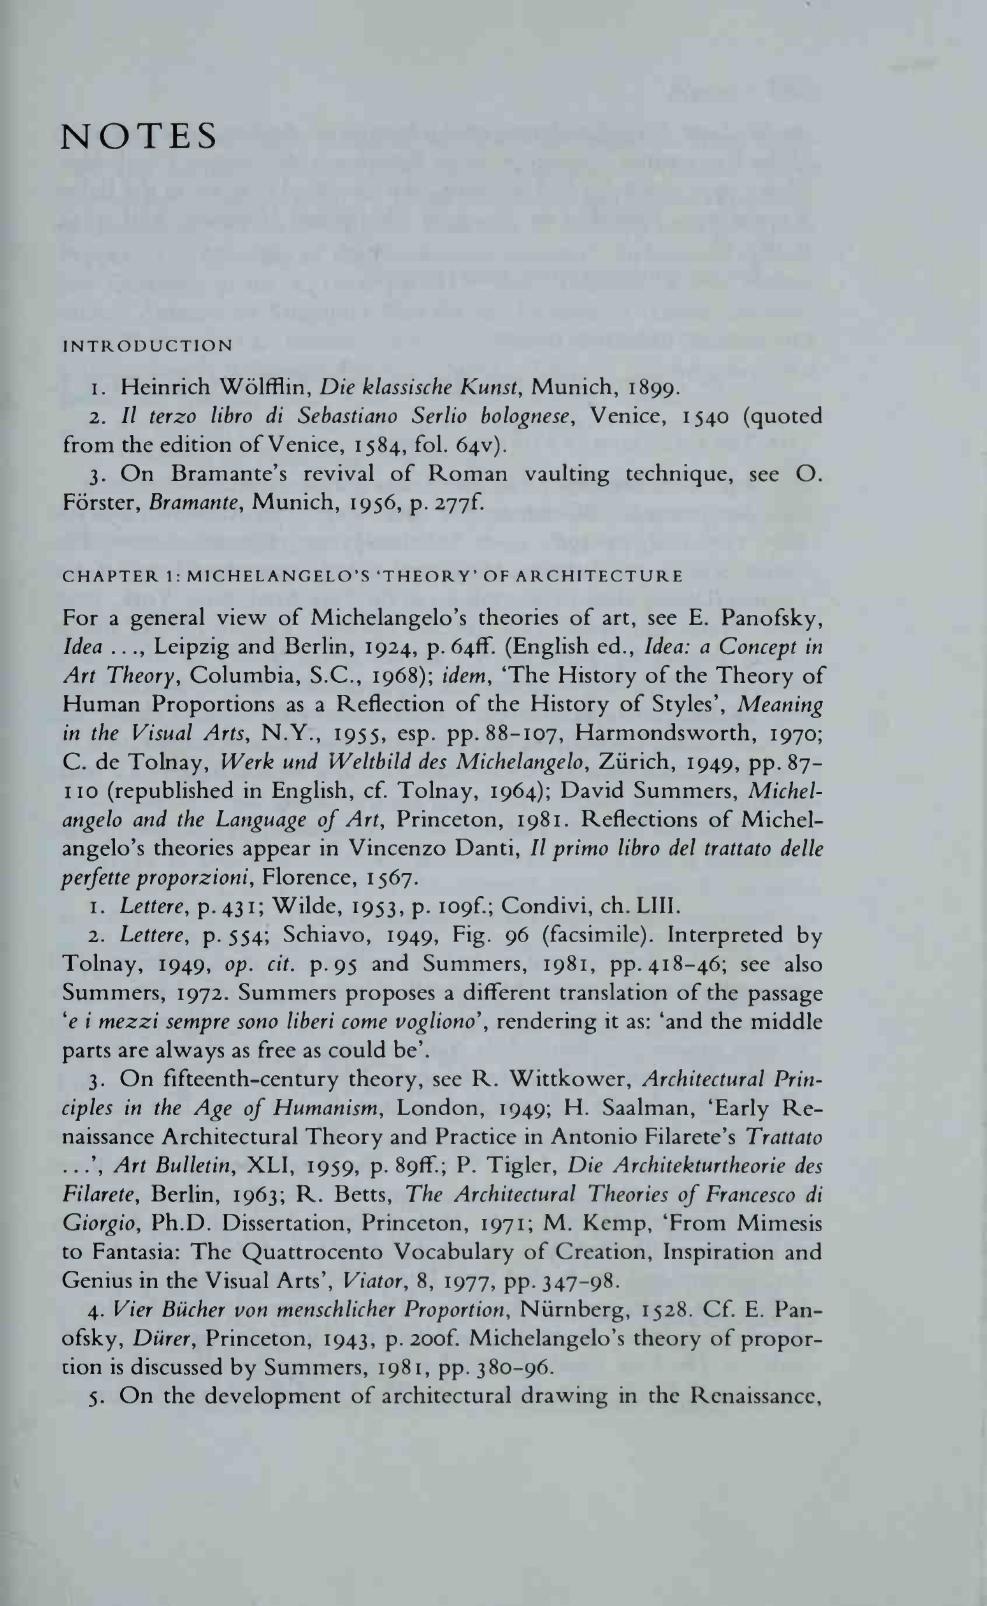 NOTES
INTRODUCTION
1. Heinrich Wölfflin, Die klassische Kunst, Munich, 1899.
2. Il terzo libro di Sebastiano Serlio bolognese, Venice, 1540 (quoted
from the edition of Venice, 1584, fol. 64v).
3. On Bramante's revival of Roman vaulting technique, see O.
Förster, Bramante, Munich, 1956, p. 277f.
CHAPTER 1: MICHELANGELO'S 'THEORY' OF ARCHITECTURE
For a general view of Michelangelo's theories of art, see E. Panofsky,
Idea ..., Leipzig and Berlin, 1924, p. 64ff. (English ed., Idea: a Concept in
Art Theory, Columbia, S.C., 1968); idem, 'The History of the Theory of
Human Proportions as a Reflection of the History of Styles', Meaning
in the Visual Arts, N.Y., 1955, esp. pp. 88–107, Harmondsworth, 1970;
C. de Tolnay, Werk und Weltbild des Michelangelo, Zürich, 1949, pp. 87–
110 (republished in English, cf. Tolnay, 1964); David Summers, Michel-
angelo and the Language of Art, Princeton, 1981. Reflections of Michel-
angelo's theories appear in Vincenzo Danti, Il primo libro del trattato delle
perfette proporzioni, Florence, 1567.
1. Lettere, p. 431; Wilde, 1953, p. 109f.; Condivi, ch. LIII.
2. Lettere, p. 554; Schiavo, 1949, Fig. 96 (facsimile). Interpreted by
Tolnay, 1949, op. cit. p. 95 and Summers, 1981, pp. 418–46; see also
Summers, 1972. Summers proposes a different translation of the passage
'e i mezzi sempre sono liberi come vogliono', rendering it as: 'and the middle
parts are always as free as could be'.
3. On fifteenth-century theory, see R. Wittkower, Architectural Prin-
ciples in the Age of Humanism, London, 1949; H. Saalman, 'Early Re-
naissance Architectural Theory and Practice in Antonio Filarete's Trattato
...', Art Bulletin, XLI, 1959, p. 89ff.; P. Tigler, Die Architekturtheorie des
Filarete, Berlin, 1963; R. Betts, The Architectural Theories of Francesco di
Giorgio, Ph.D. Dissertation, Princeton, 1971; M. Kemp, 'From Mimesis
to Fantasia: The Quattrocento Vocabulary of Creation, Inspiration and
Genius in the Visual Arts', Viator, 8, 1977, pp. 347–98.
4. Vier Bücher von menschlicher Proportion, Nürnberg, 1528. Cf. E. Pan-
ofsky, Dürer, Princeton, 1943, p. 200f. Michelangelo's theory of propor-
tion is discussed by Summers, 1981, pp. 380–96.
5. On the development of architectural drawing in the Renaissance,